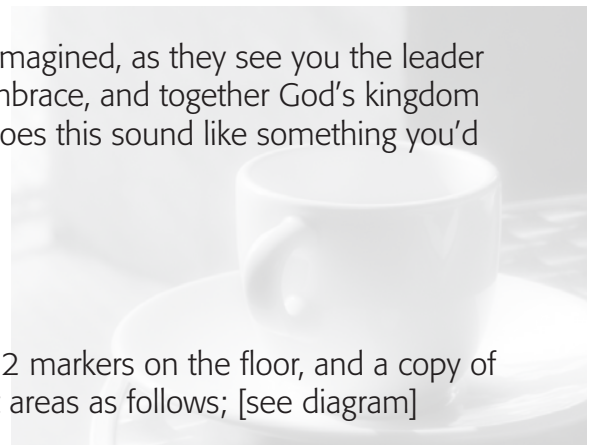 magined, as they see you the leader
mbrace, and together God's kingdom
oes this sound like something you'd
2 markers on the floor, and a copy of
areas as follows; [see diagram]